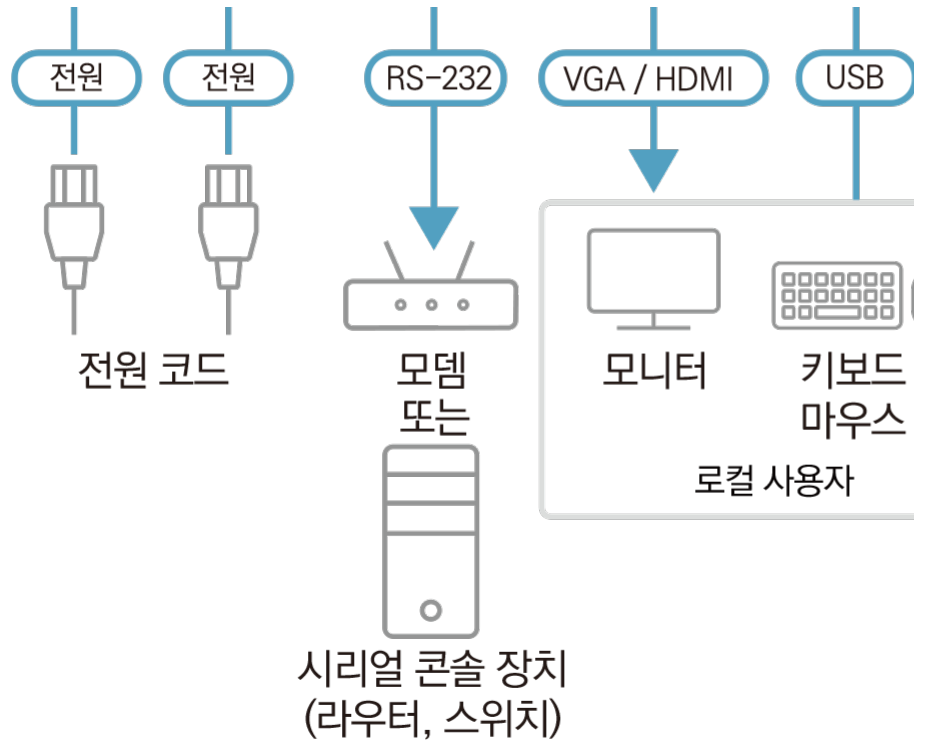 전원
전원
RS-232
VGA / HDMI
USB
전원 코드
모뎀
또는
시리얼 콘솔 장치
(라우터, 스위치)
모니터
키보드
마우스
로컬 사용자